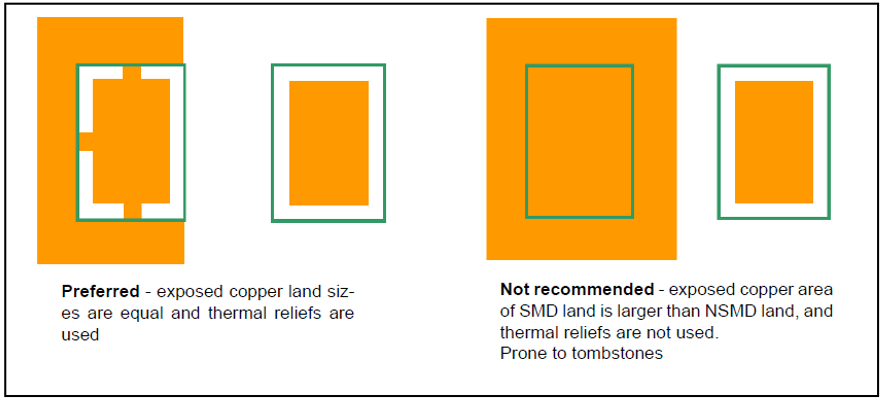 Preferred - exposed copper land siz-
es are equal and thermal reliefs are
used
Not recommended - exposed copper area
of SMD land is larger than NSMD land, and
thermal reliefs are not used.
Prone to tombstones